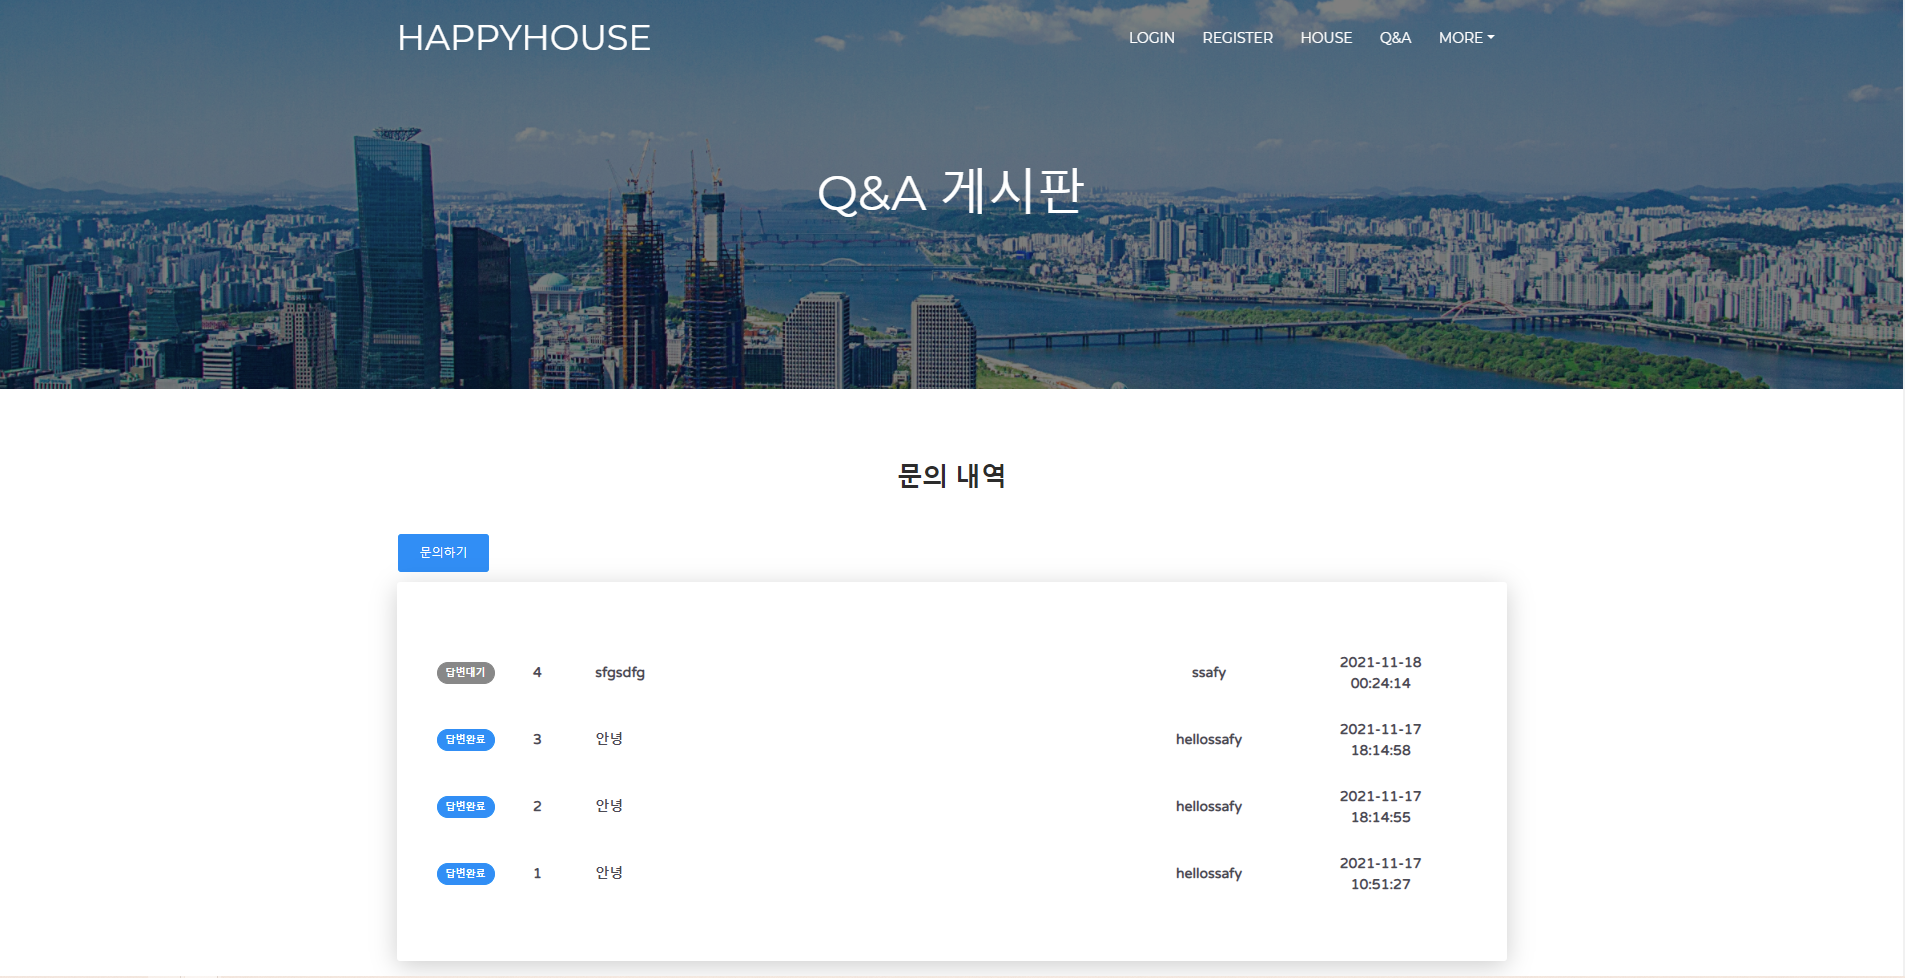 HAPPYHOUSE
LOGIN REGISTER HOUSE Q&A MORE
Q&A 게시판
문의 내역
문의하기
답변대기 4 sfgsdfg ssafy 2021-11-18
00:24:14
답변완료 3 안녕 hellossafy 2021-11-17
18:14:58
답변완료 2 안녕 hellossafy 2021-11-17
18:14:55
답변완료 1 안녕 hellossafy 2021-11-17
10:51:27